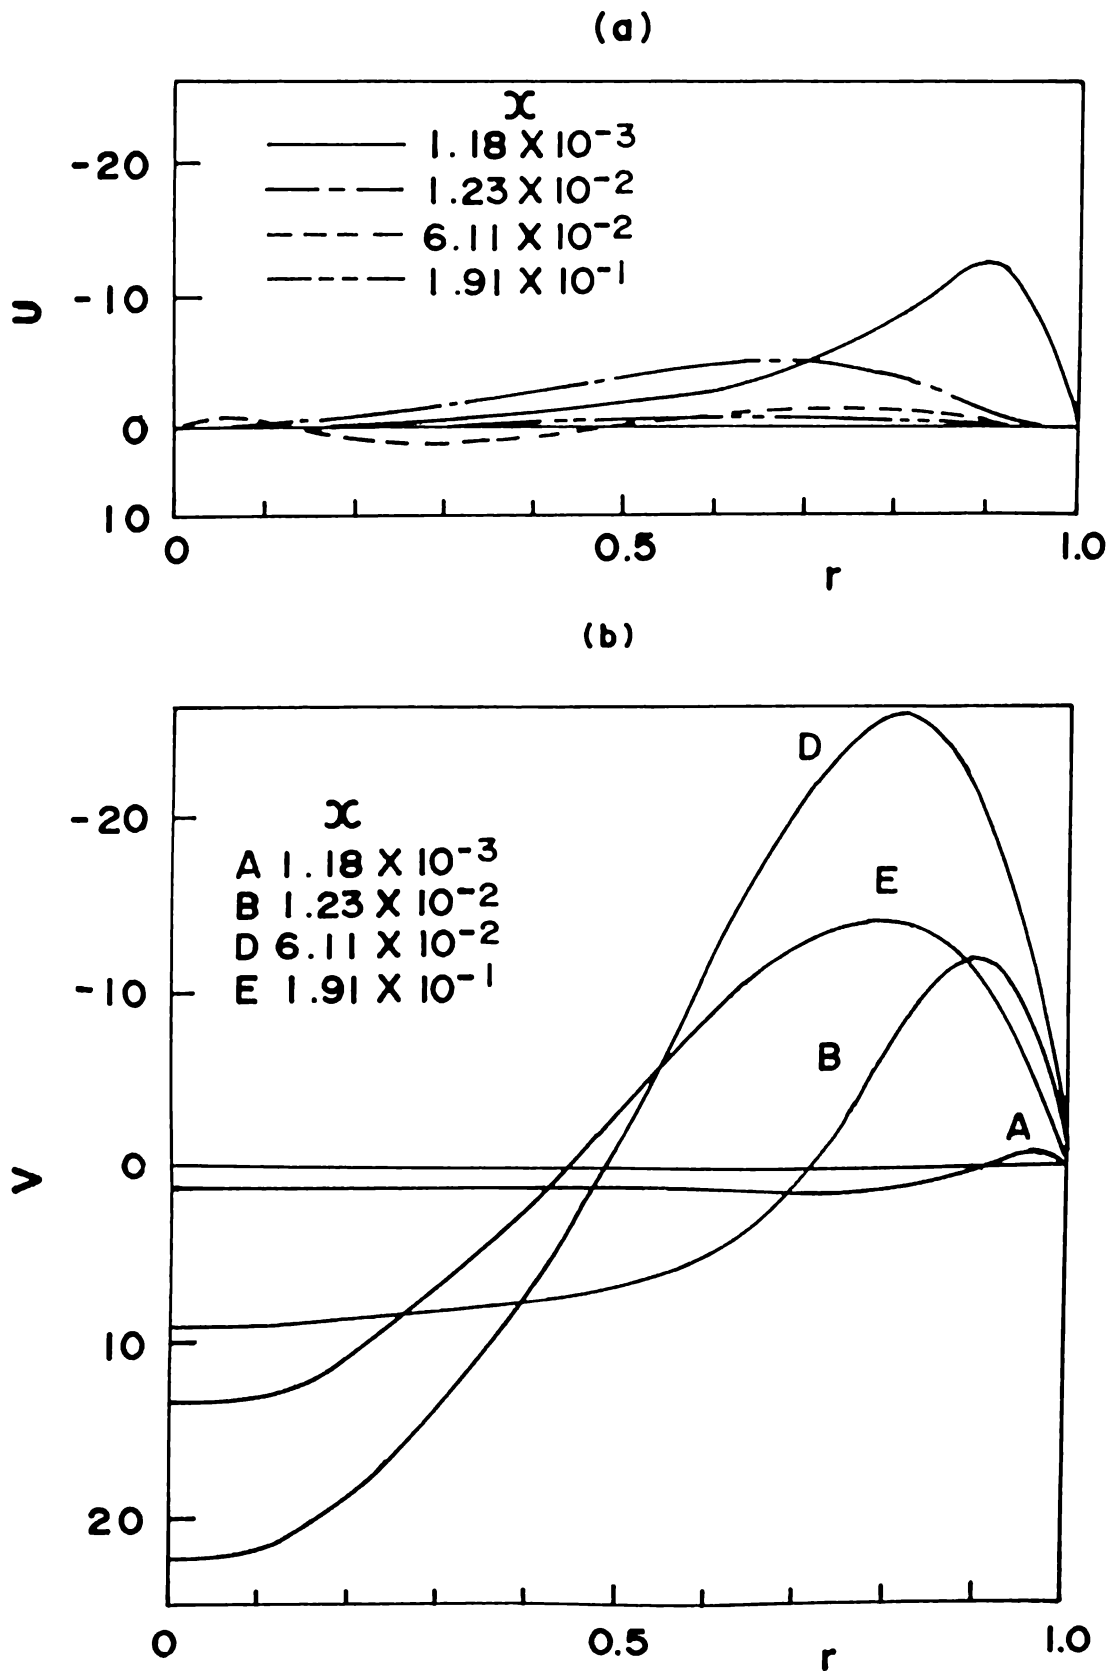 (a)
x
1.18 X 10⁻³
1.23 X 10⁻²
6.11 X 10⁻²
1.91 X 10⁻¹
-20
-10
0
10
U
0
0.5
1.0
r
(b)
D
-20
x
A 1.18 X 10⁻³
B 1.23 X 10⁻²
D 6.11 X 10⁻²
E 1.91 X 10⁻¹
E
-10
B
A
0
V
10
20
0
0.5
1.0
r